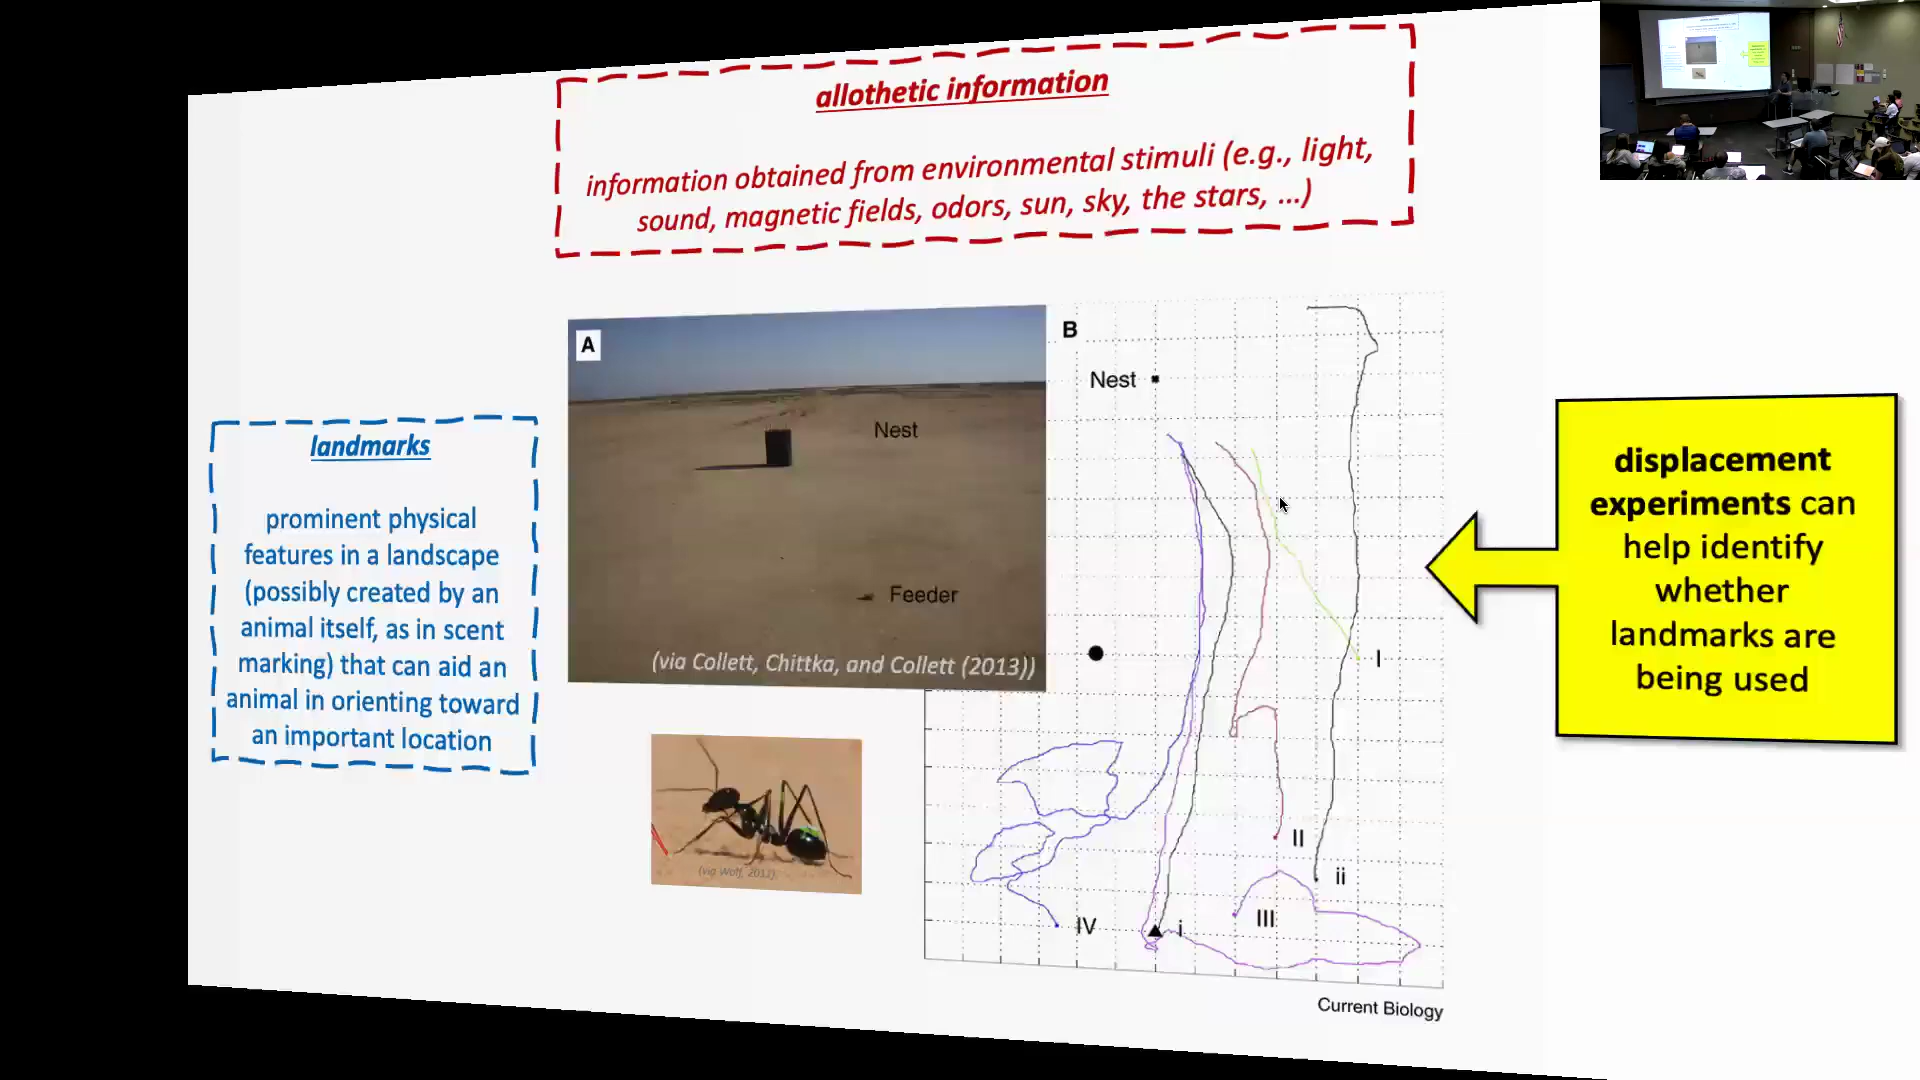 allothetic information
information obtained from environmental stimuli (e.g., light,
sound, magnetic fields, odors, sun, sky, the stars, ...)
landmarks
prominent physical
features in a landscape
(possibly created by an
animal itself, as in scent
marking) that can aid an
animal in orienting toward
an important location
A
Nest
Feeder
(via Collett, Chittka, and Collett (2013))
(via Wolf, 2012)
B
Nest
I
II
ii
III
IV
i
Current Biology
displacement
experiments can
help identify
whether
landmarks are
being used